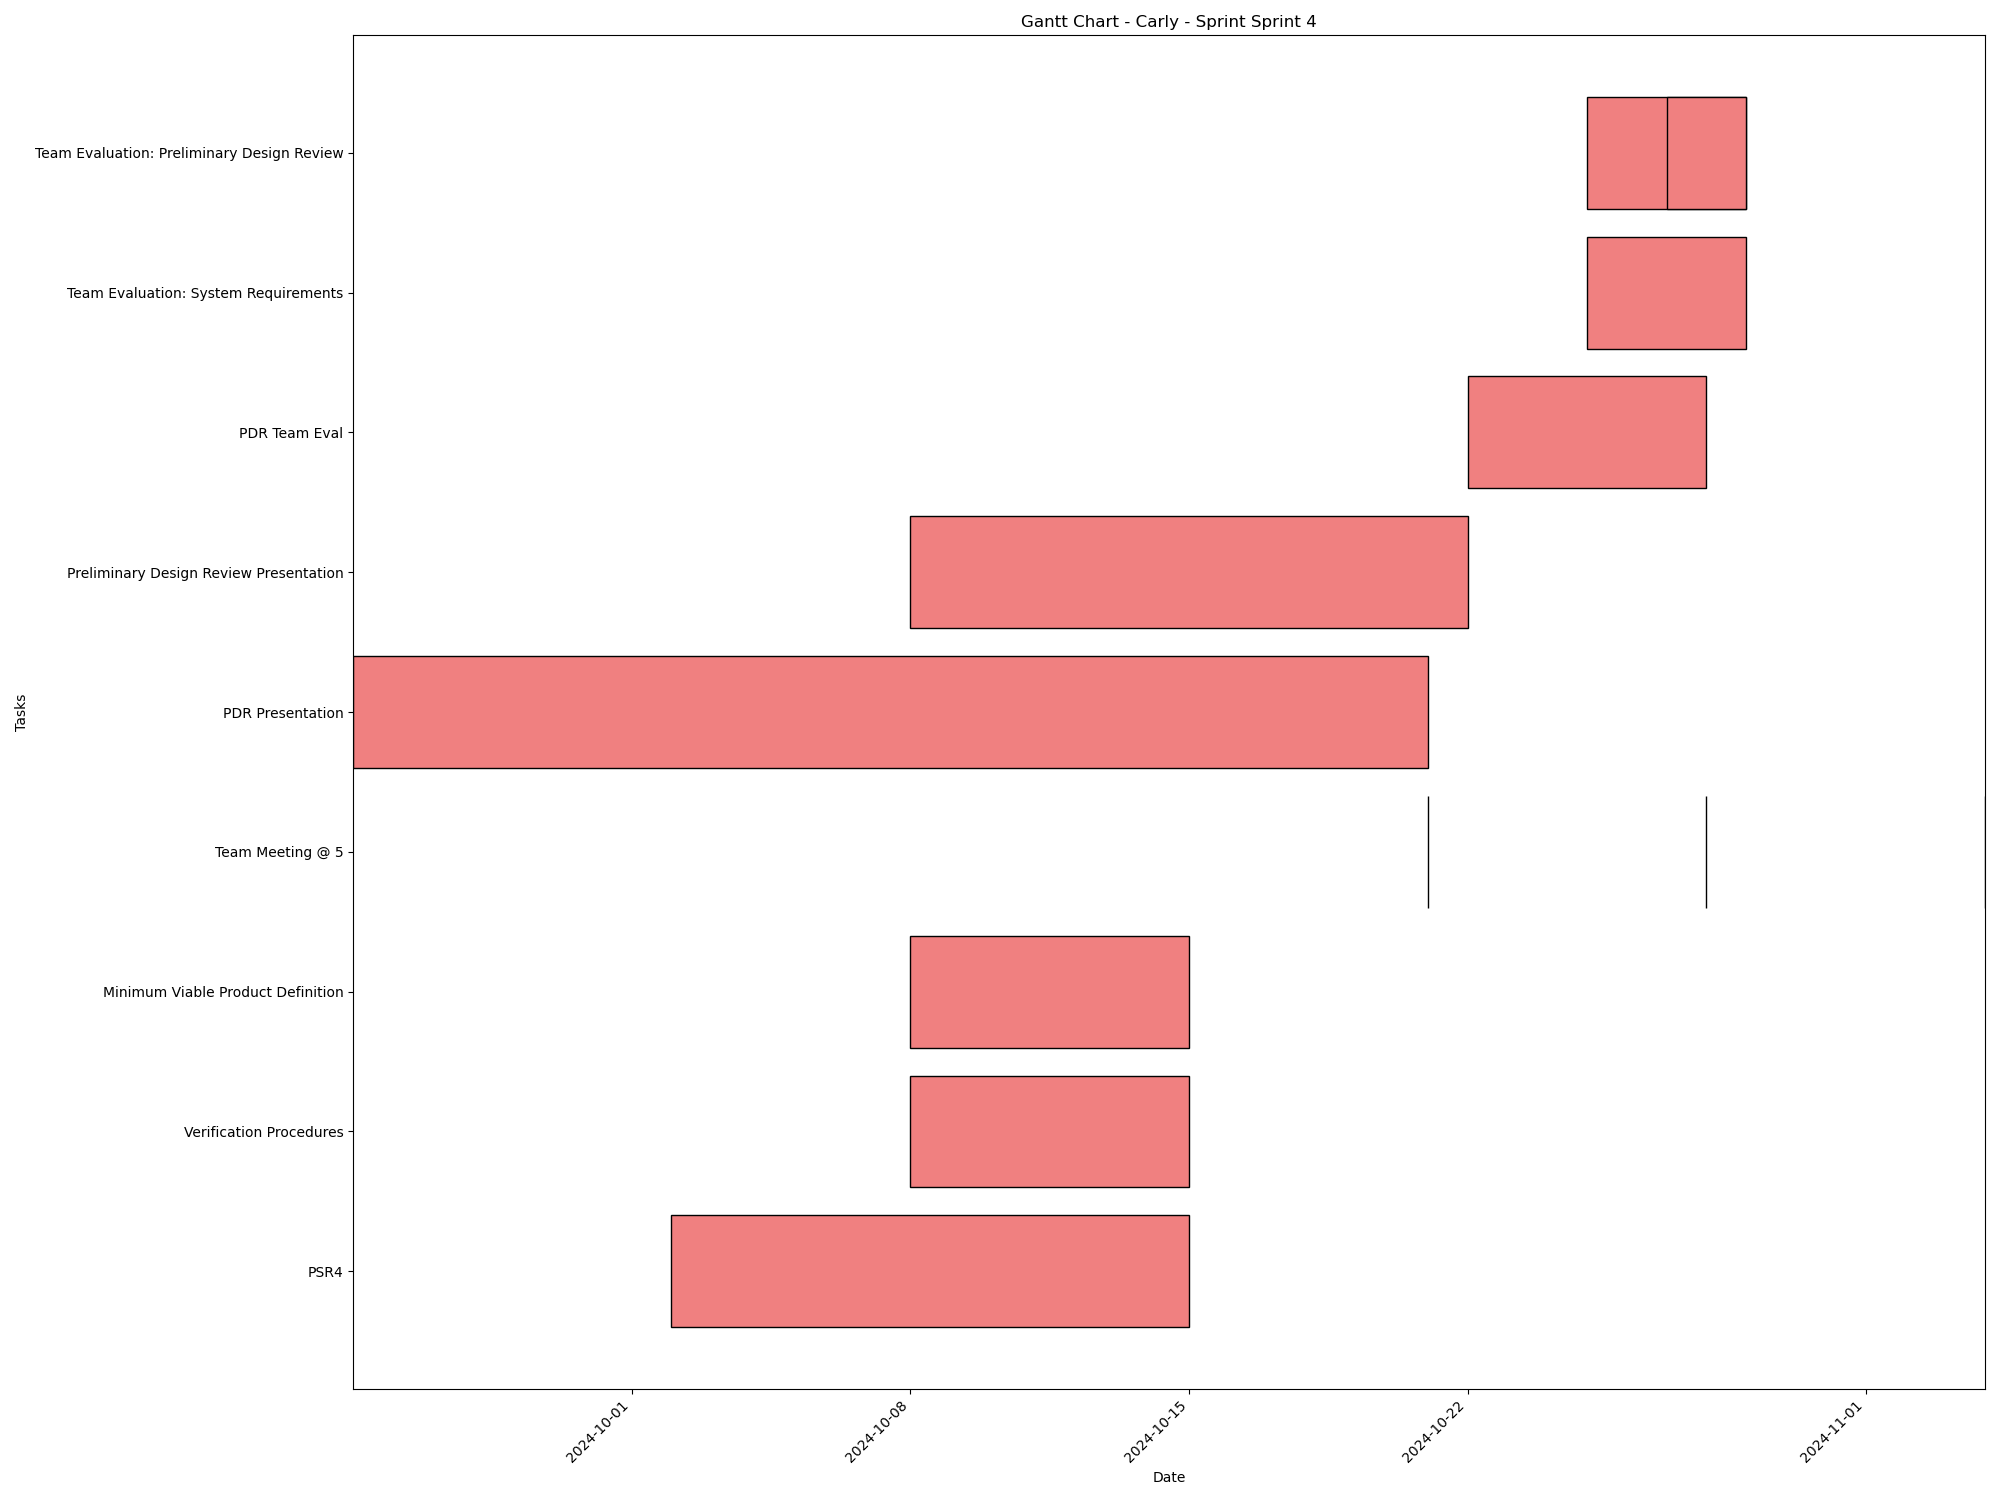 Gantt Chart - Carly - Sprint Sprint 4
Team Evaluation: Preliminary Design Review
Team Evaluation: System Requirements
PDR Team Eval
Preliminary Design Review Presentation
PDR Presentation
Team Meeting @ 5
Minimum Viable Product Definition
Verification Procedures
PSR4
Tasks
2024-10-01
2024-10-08
2024-10-15
2024-10-22
2024-11-01
Date